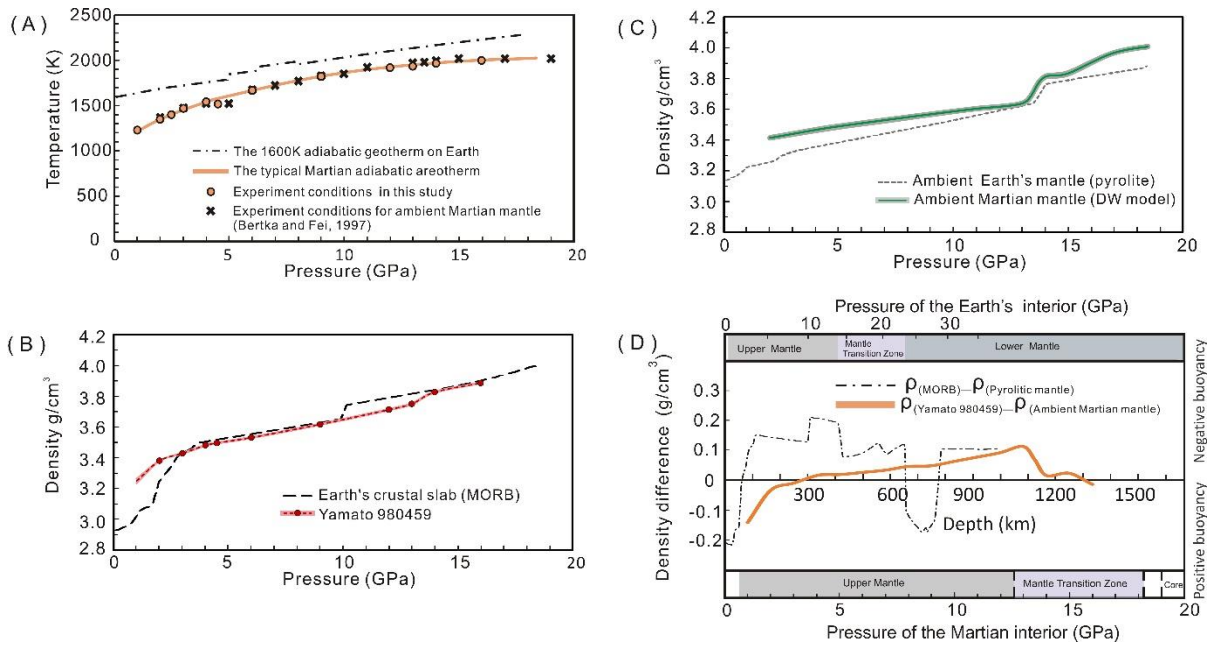 (A)
2500
2000
1500
1000
500
0
Temperature (K)
The 1600K adiabatic geotherm on Earth
The typical Martian adiabatic areotherm
Experiment conditions in this study
Experiment conditions for ambient Martian mantle
(Bertka and Fei, 1997)
0 5 10 15 20
Pressure (GPa)
(C)
4.2
4.0
3.8
3.6
3.4
3.2
3.0
2.8
Density g/cm³
Ambient Earth's mantle (pyrolite)
Ambient Martian mantle (DW model)
0 5 10 15 20
Pressure (GPa)
(B)
4.2
4.0
3.8
3.6
3.4
3.2
3.0
2.8
Density g/cm³
Earth's crustal slab (MORB)
Yamato 980459
0 5 10 15 20
Pressure (GPa)
Pressure of the Earth's interior (GPa)
0 10 20 30
(D)
Upper Mantle
Mantle
Transition Zone
Lower Mantle
0.3
0.2
0.1
0
-0.1
-0.2
Density difference (g/cm³)
ρ(MORB)—ρ(Pyrolitic mantle)
ρ(Yamato 980459)—ρ(Ambient Martian mantle)
300 600 900 1200 1500
Depth (km)
Negative buoyancy
Positive buoyancy
Upper Mantle
Mantle Transition Zone
Core
0 5 10 15 20
Pressure of the Martian interior (GPa)